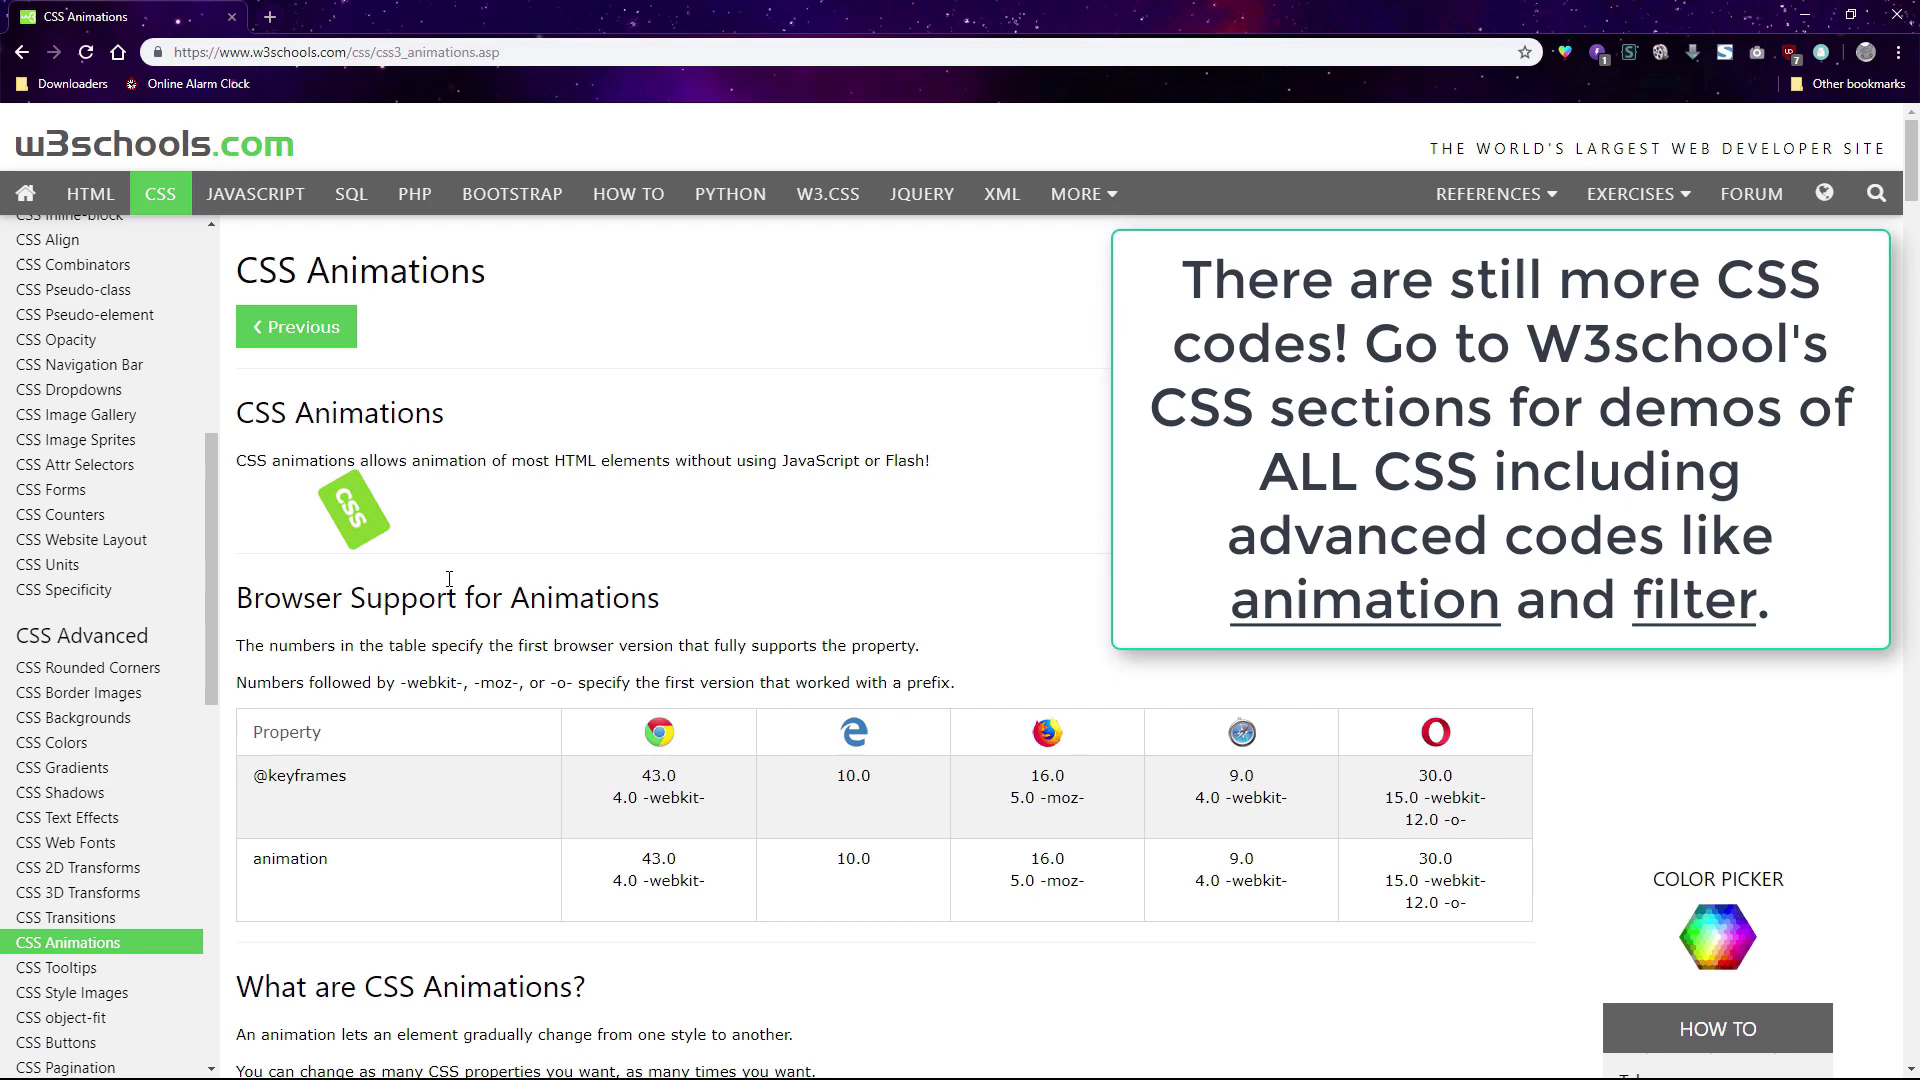 CSS Animations
https://www.w3schools.com/css/css3_animations.asp
1
UD
7
Downloaders
Online Alarm Clock
Other bookmarks
w3schools.com
THE WORLD'S LARGEST WEB DEVELOPER SITE
HTML
CSS
JAVASCRIPT
SQL
PHP
BOOTSTRAP
HOW TO
PYTHON
W3.CSS
JQUERY
XML
MORE
REFERENCES
EXERCISES
FORUM
CSS Inline-block
CSS Align
CSS Combinators
CSS Pseudo-class
CSS Pseudo-element
CSS Opacity
CSS Navigation Bar
CSS Dropdowns
CSS Image Gallery
CSS Image Sprites
CSS Attr Selectors
CSS Forms
CSS Counters
CSS Website Layout
CSS Units
CSS Specificity
CSS Advanced
CSS Rounded Corners
CSS Border Images
CSS Backgrounds
CSS Colors
CSS Gradients
CSS Shadows
CSS Text Effects
CSS Web Fonts
CSS 2D Transforms
CSS 3D Transforms
CSS Transitions
CSS Animations
CSS Tooltips
CSS Style Images
CSS object-fit
CSS Buttons
CSS Pagination
CSS Animations
❮ Previous
CSS Animations
CSS animations allows animation of most HTML elements without using JavaScript or Flash!
CSS
Browser Support for Animations
The numbers in the table specify the first browser version that fully supports the property.
Numbers followed by -webkit-, -moz-, or -o- specify the first version that worked with a prefix.
Property
@keyframes
43.0
4.0 -webkit-
10.0
16.0
5.0 -moz-
9.0
4.0 -webkit-
30.0
15.0 -webkit-
12.0 -o-
animation
43.0
4.0 -webkit-
10.0
16.0
5.0 -moz-
9.0
4.0 -webkit-
30.0
15.0 -webkit-
12.0 -o-
What are CSS Animations?
An animation lets an element gradually change from one style to another.
You can change as many CSS properties you want, as many times you want.
There are still more CSS
codes! Go to W3school's
CSS sections for demos of
ALL CSS including
advanced codes like
animation and filter.
COLOR PICKER
HOW TO